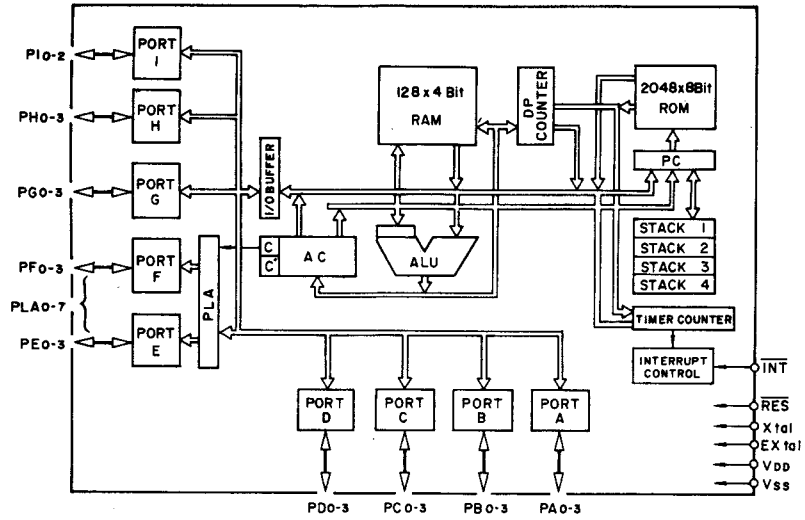 PI0-2
PORT
I
PH0-3
PORT
H
PG0-3
PORT
G
I/O BUFFER
128 x 4 Bit
RAM
DP
COUNTER
2048x8Bit
ROM
PC
STACK 1
STACK 2
STACK 3
STACK 4
PF0-3
PORT
F
PLA0-7
PE0-3
PORT
E
PLA
C
C'
AC
ALU
TIMER COUNTER
INTERRUPT
CONTROL
INT
RES
Xtal
EXtal
VDD
VSS
PORT
D
PORT
C
PORT
B
PORT
A
PD0-3
PC0-3
PB0-3
PA0-3